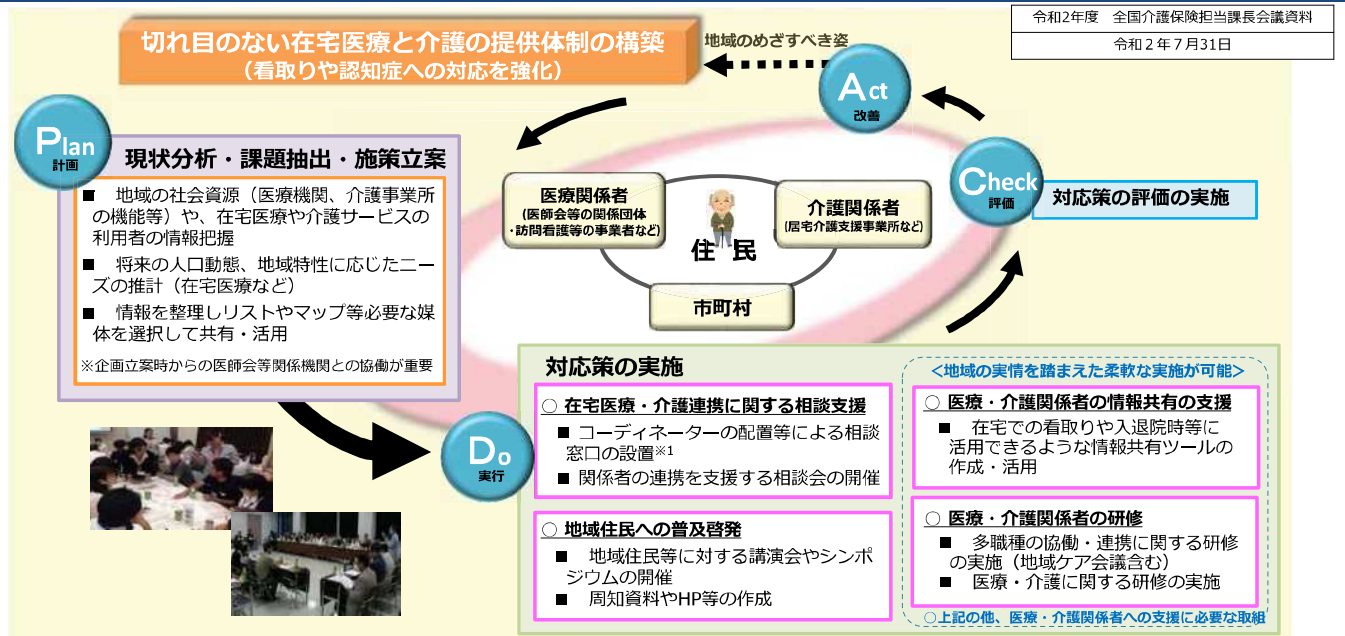 令和2年度　全国介護保険担当課長会議資料
令和２年７月31日
切れ目のない在宅医療と介護の提供体制の構築
（看取りや認知症への対応を強化）
地域のめざすべき姿
Act
改善
Plan
計画
現状分析・課題抽出・施策立案
■　地域の社会資源（医療機関、介護事業所
の機能等）や、在宅医療や介護サービスの
利用者の情報把握
■　将来の人口動態、地域特性に応じたニー
ズの推計（在宅医療など）
■　情報を整理しリストやマップ等必要な媒
体を選択して共有・活用
※企画立案時からの医師会等関係機関との協働が重要
医療関係者
（医師会等の関係団体
・訪問看護等の事業者など）
介護関係者
（居宅介護支援事業所など）
住民
市町村
Check
評価
対応策の評価の実施
Do
実行
対応策の実施
○ 在宅医療・介護連携に関する相談支援
■ コーディネーターの配置等による相談
窓口の設置※1
■ 関係者の連携を支援する相談会の開催
○ 地域住民への普及啓発
■　地域住民等に対する講演会やシンポ
ジウムの開催
■　周知資料やHP等の作成
＜地域の実情を踏まえた柔軟な実施が可能＞
○ 医療・介護関係者の情報共有の支援
■　在宅での看取りや入退院時等に
活用できるような情報共有ツールの
作成・活用
○ 医療・介護関係者の研修
■　多職種の協働・連携に関する研修
の実施（地域ケア会議含む）
■　医療・介護に関する研修の実施
○上記の他、医療・介護関係者への支援に必要な取組